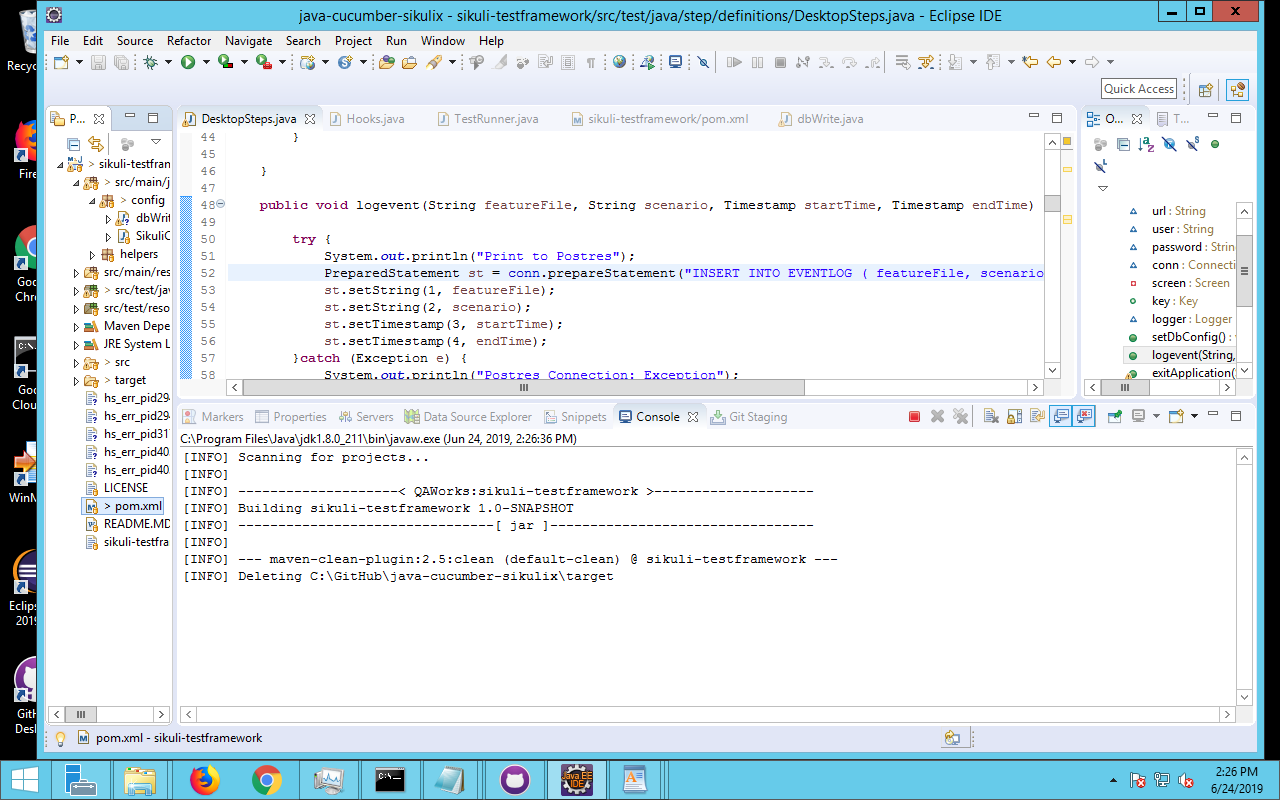 java-cucumber-sikulix - sikuli-testframework/src/test/java/step/definitions/DesktopSteps.java - Eclipse IDE
File Edit Source Refactor Navigate Search Project Run Window Help
Quick Access
P...
DesktopSteps.java
Hooks.java
TestRunner.java
sikuli-testframework/pom.xml
dbWrite.java
O...
T...
> sikuli-testfran
> src/main/j
> config
dbWrit
SikuliC
helpers
src/main/res
> src/test/jav
src/test/reso
Maven Depe
JRE System L
> src
> target
hs_err_pid294
hs_err_pid294
hs_err_pid317
hs_err_pid40
hs_err_pid40
LICENSE
> pom.xml
README.MD
sikuli-testfra
44 }
45
46 }
47
48 public void logevent(String featureFile, String scenario, Timestamp startTime, Timestamp endTime)
49
50 try {
51 System.out.println("Print to Postres");
52 PreparedStatement st = conn.prepareStatement("INSERT INTO EVENTLOG ( featureFile, scenario
53 st.setString(1, featureFile);
54 st.setString(2, scenario);
55 st.setTimestamp(3, startTime);
56 st.setTimestamp(4, endTime);
57 }catch (Exception e) {
58 System.out.println("Postres Connection: Exception");
url : String
user : String
password : Strin
conn : Connecti
screen : Screen
key : Key
logger : Logger
setDbConfig() :
logevent(String,
exitApplication(
Markers Properties Servers Data Source Explorer Snippets Console Git Staging
C:\Program Files\Java\jdk1.8.0_211\bin\javaw.exe (Jun 24, 2019, 2:26:36 PM)
[INFO] Scanning for projects...
[INFO]
[INFO] --------------------< QAWorks:sikuli-testframework >--------------------
[INFO] Building sikuli-testframework 1.0-SNAPSHOT
[INFO] --------------------------------[ jar ]---------------------------------
[INFO]
[INFO] --- maven-clean-plugin:2.5:clean (default-clean) @ sikuli-testframework ---
[INFO] Deleting C:\GitHub\java-cucumber-sikulix\target
pom.xml - sikuli-testframework
Recyc
Fire
Goo
Chro
Goo
Clou
WinM
Eclips
2019
GitH
Desk
Java EE
IDE
2:26 PM
6/24/2019